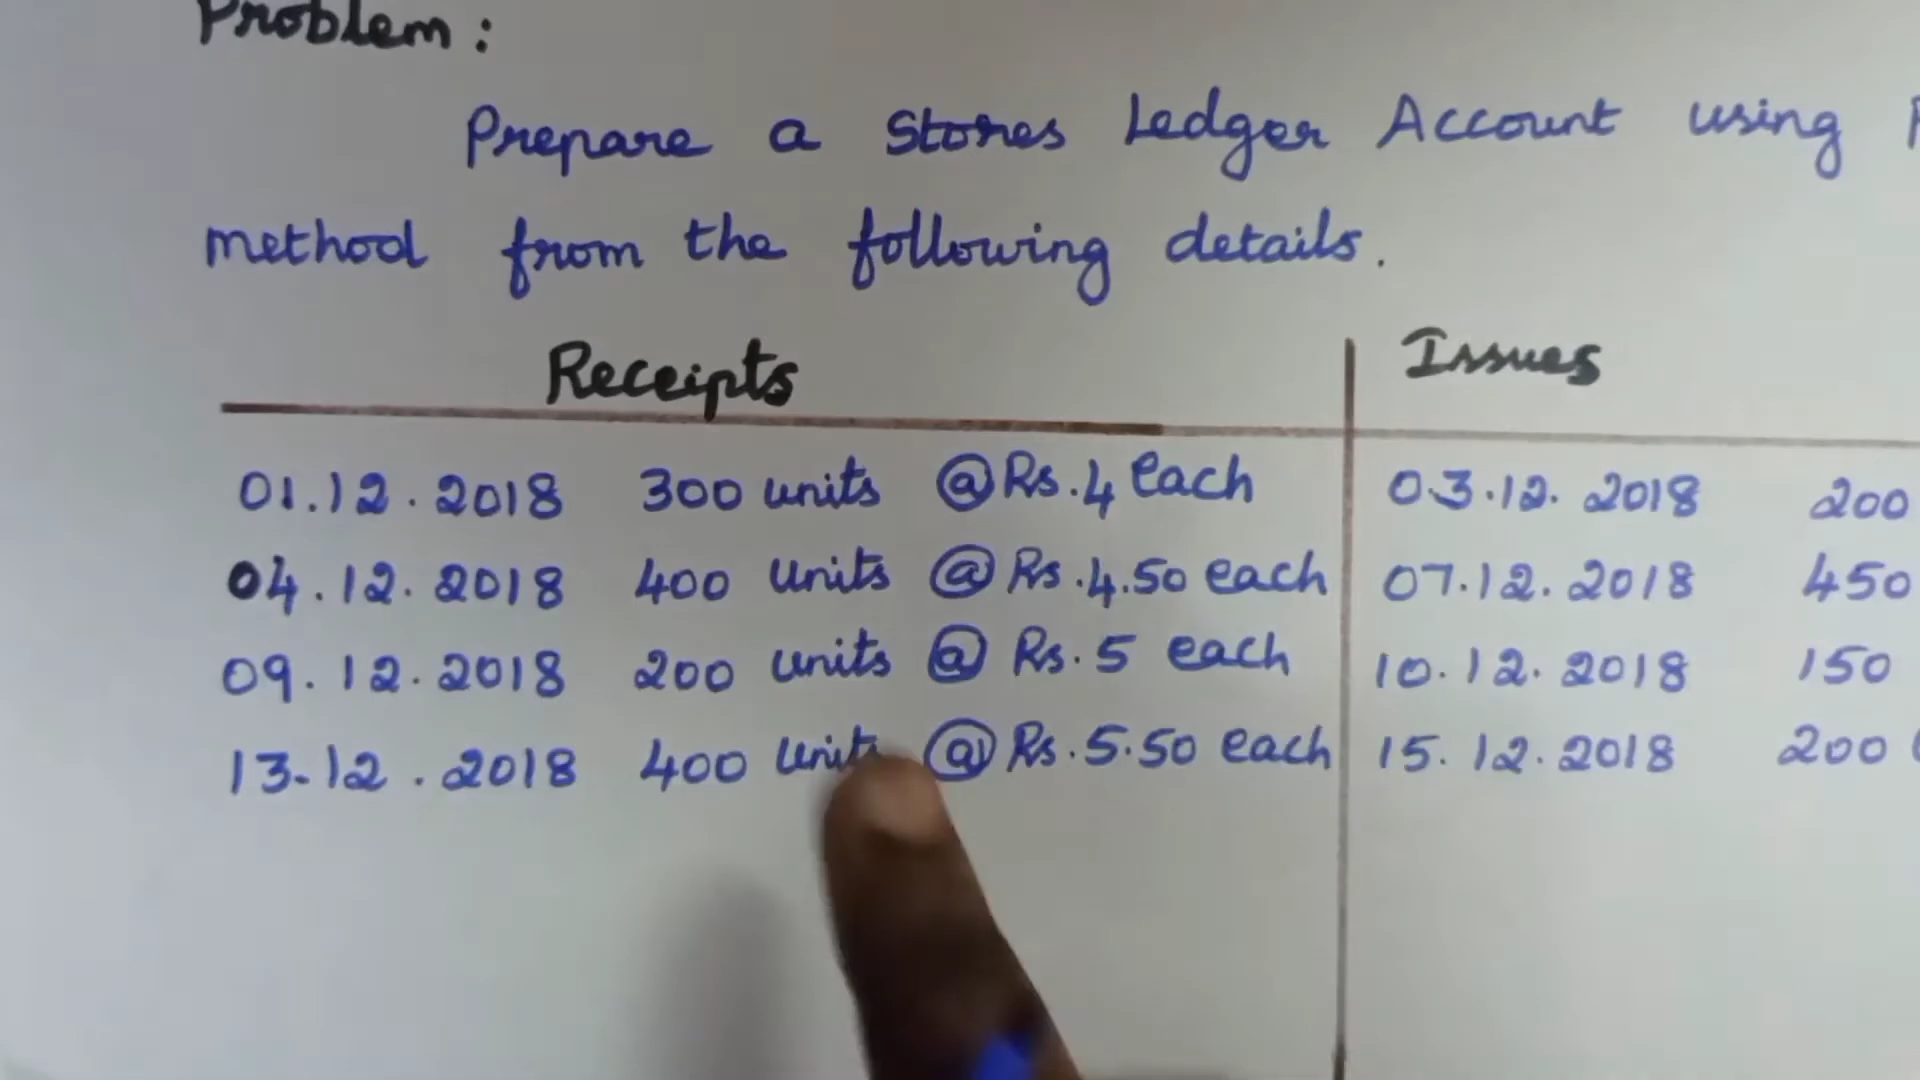 Problem :
Prepare a Stores Ledger Account using
method from the following details.
Receipts Issues
01.12.2018 300 units @ Rs.4 each 03.12.2018 200
04.12.2018 400 units @ Rs.4.50 each 07.12.2018 450
09.12.2018 200 units @ Rs.5 each 10.12.2018 150
13.12.2018 400 units @ Rs.5.50 each 15.12.2018 200